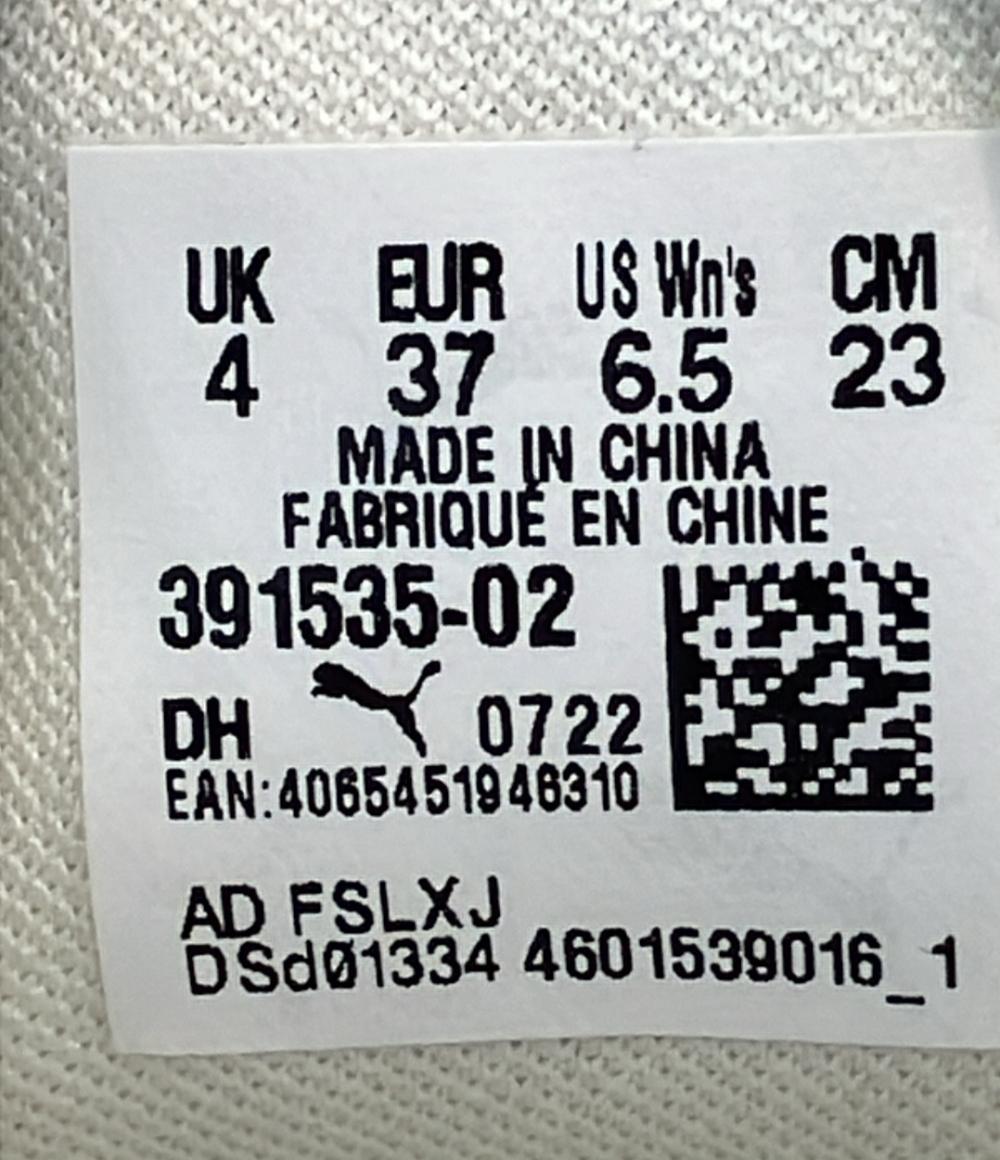 UK EUR US Wn's CM
4 37 6.5 23
MADE IN CHINA
FABRIQUÉ EN CHINE
391535-02
DH 0722
EAN:4065451946310
AD FSLXJ
DSdØ1334 4601539016_1